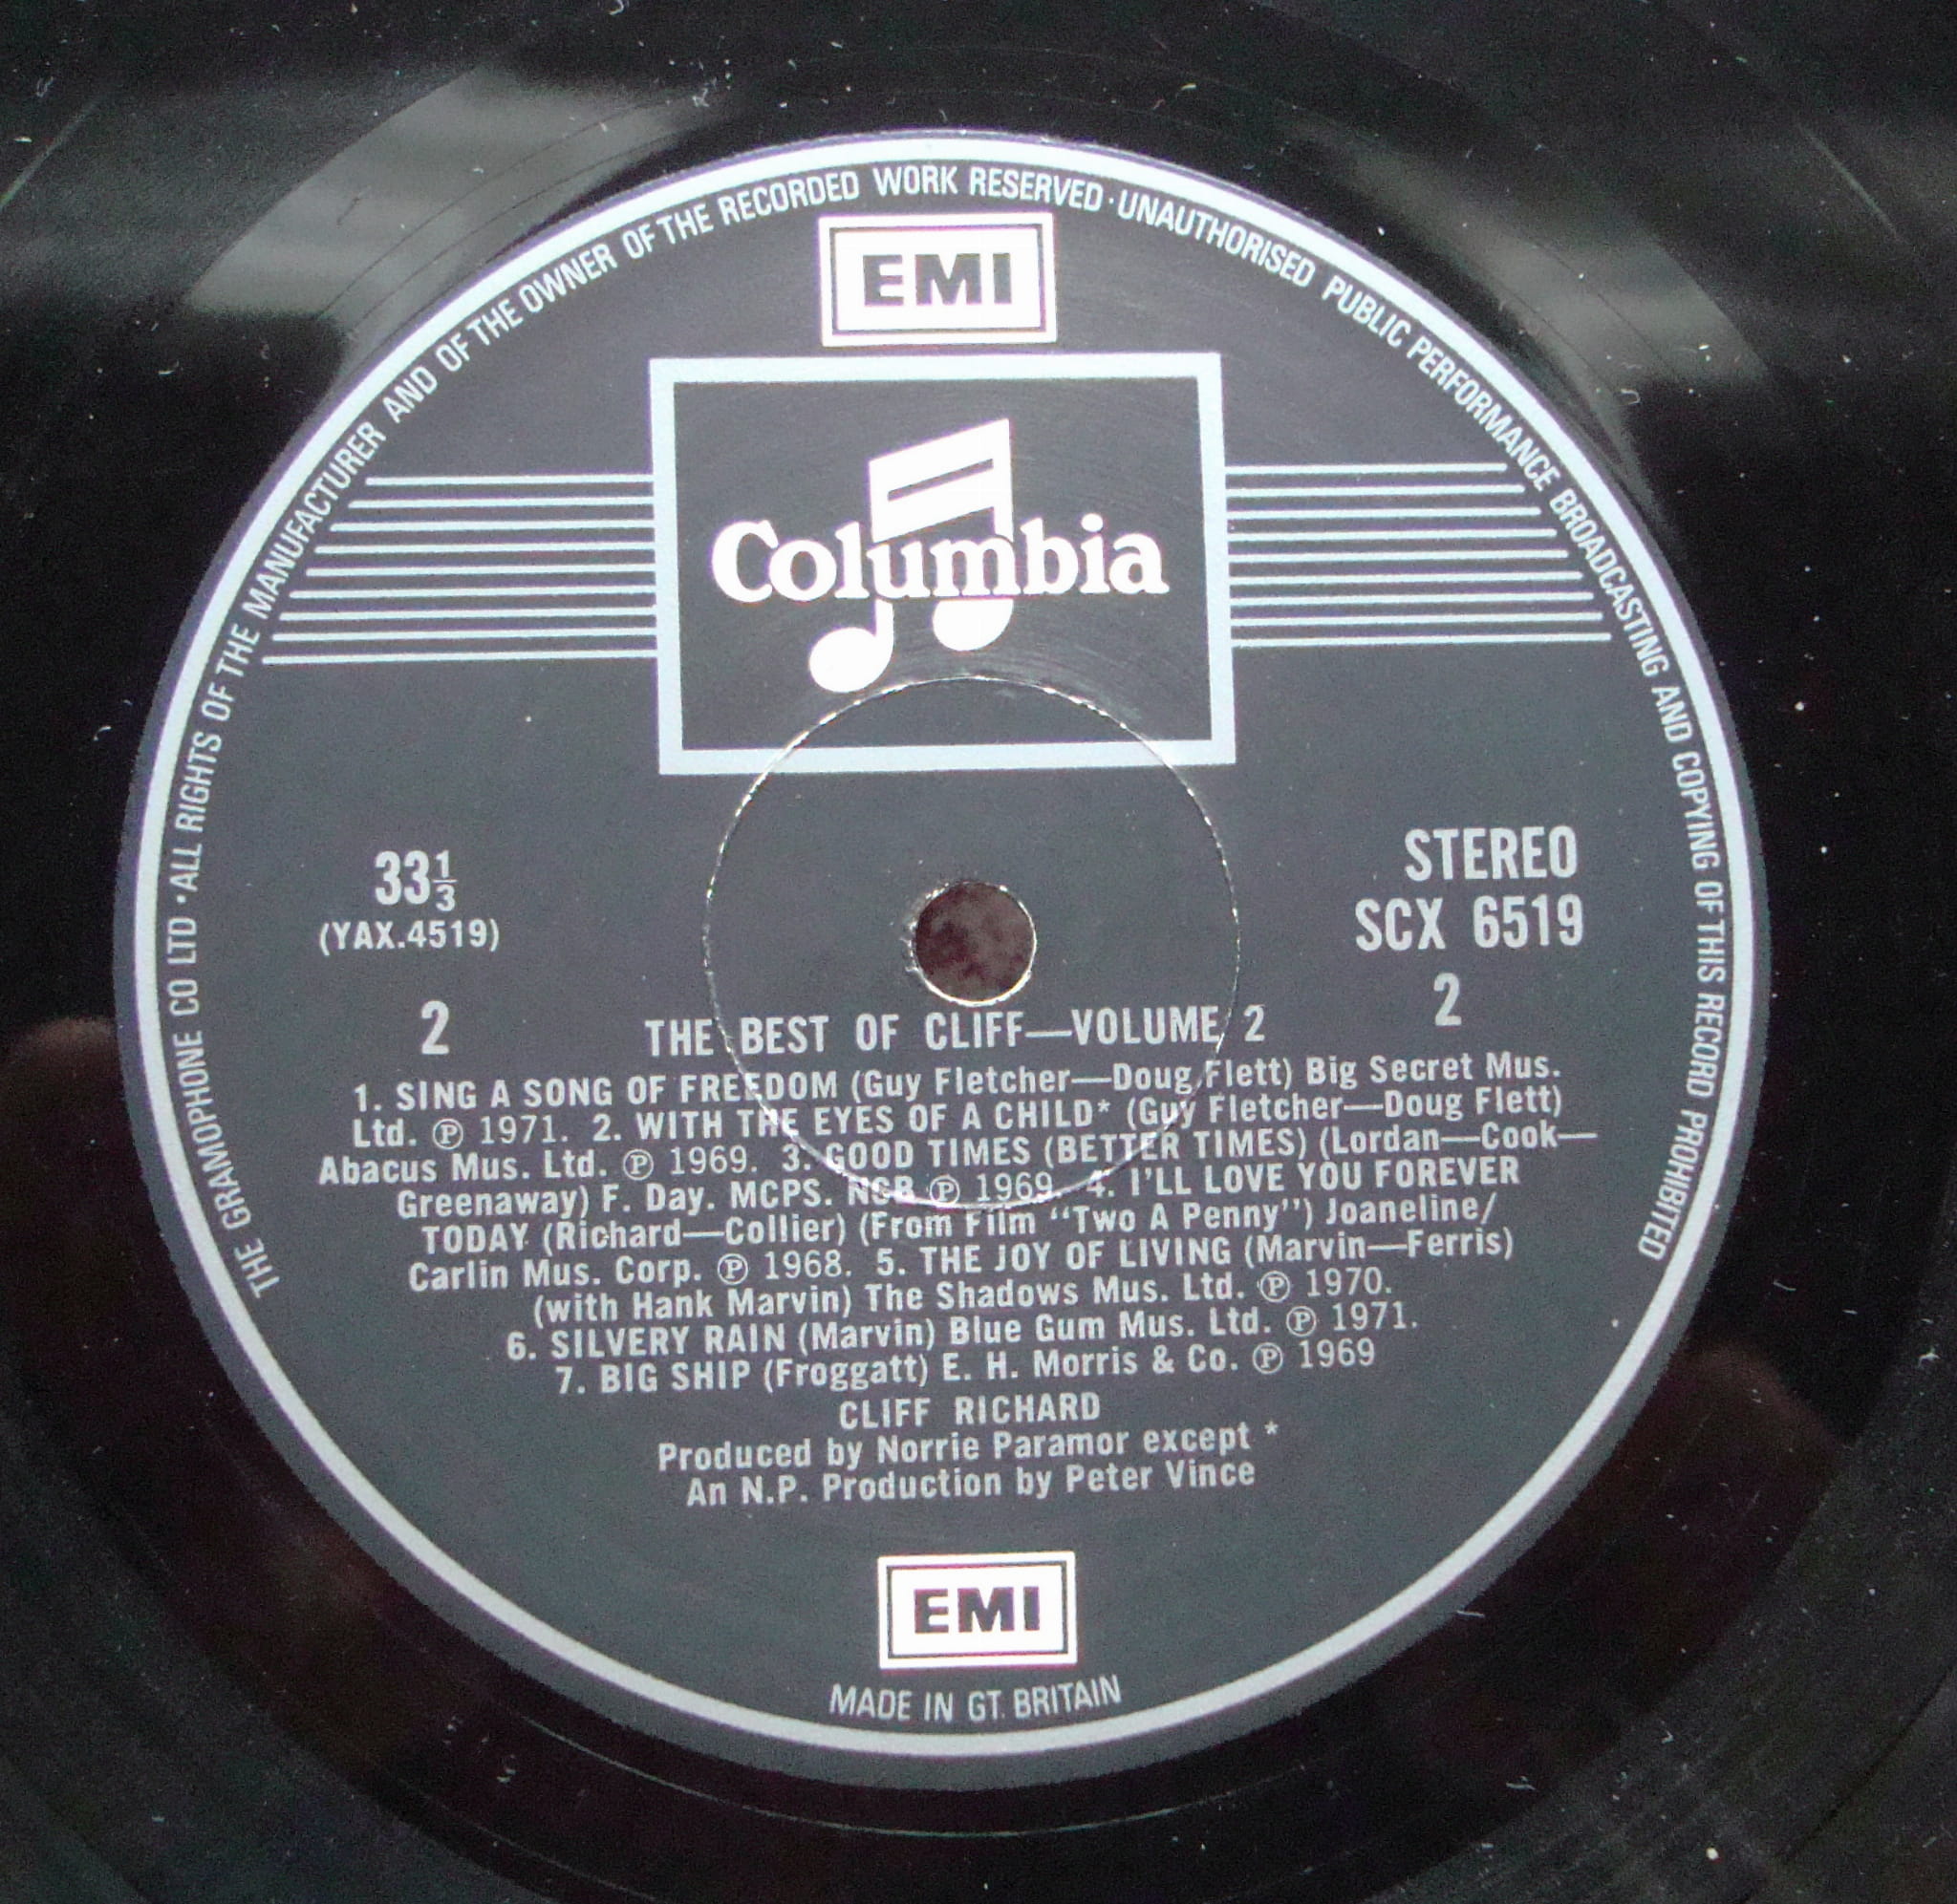 THE GRAMOPHONE CO LTD · ALL RIGHTS OF THE MANUFACTURER AND OF THE OWNER OF THE RECORDED WORK RESERVED · UNAUTHORISED PUBLIC PERFORMANCE BROADCASTING AND COPYING OF THIS RECORD PROHIBITED
EMI
Columbia
33⅓
(YAX.4519)
2
STEREO
SCX 6519
2
THE BEST OF CLIFF—VOLUME 2
1. SING A SONG OF FREEDOM (Guy Fletcher—Doug Flett) Big Secret Mus.
Ltd. ℗ 1971. 2. WITH THE EYES OF A CHILD* (Guy Fletcher—Doug Flett)
Abacus Mus. Ltd. ℗ 1969. 3. GOOD TIMES (BETTER TIMES) (Lordan—Cook—
Greenaway) F. Day. MCPS. NCB ℗ 1969. 4. I'LL LOVE YOU FOREVER
TODAY (Richard—Collier) (From Film "Two A Penny") Joaneline/
Carlin Mus. Corp. ℗ 1968. 5. THE JOY OF LIVING (Marvin—Ferris)
(with Hank Marvin) The Shadows Mus. Ltd. ℗ 1970.
6. SILVERY RAIN (Marvin) Blue Gum Mus. Ltd. ℗ 1971.
7. BIG SHIP (Froggatt) E. H. Morris & Co. ℗ 1969
CLIFF RICHARD
Produced by Norrie Paramor except *
An N.P. Production by Peter Vince
EMI
MADE IN GT. BRITAIN